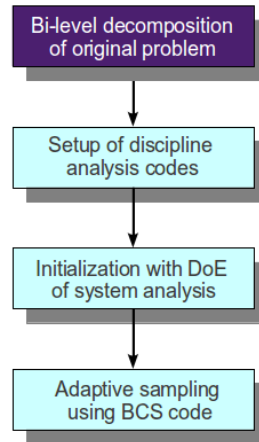 Bi-level decomposition
of original problem
Setup of discipline
analysis codes
Initialization with DoE
of system analysis
Adaptive sampling
using BCS code